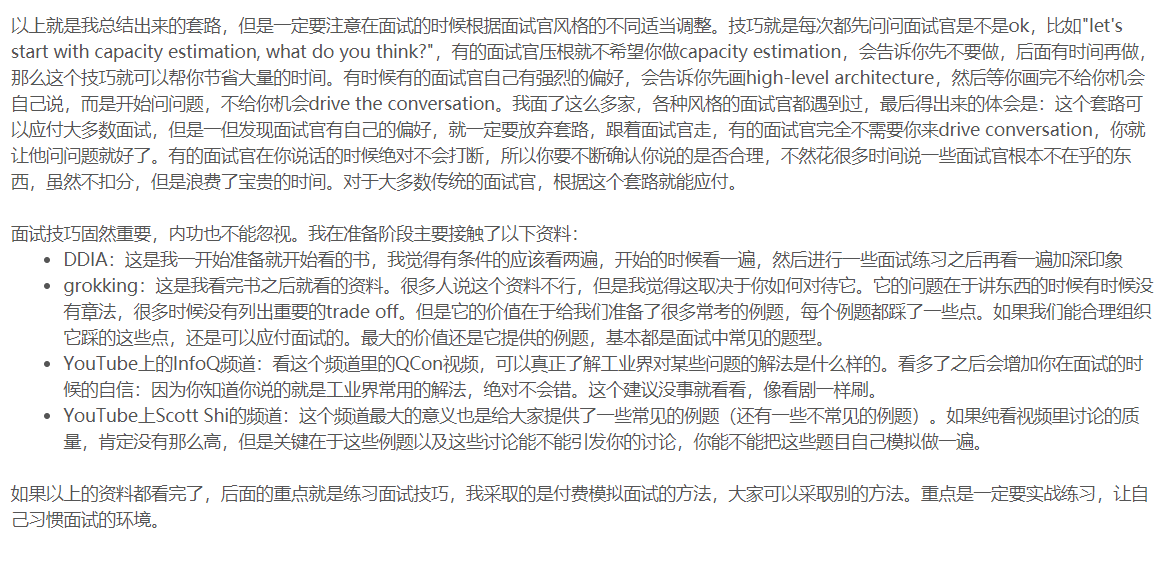 以上就是我总结出来的套路，但是一定要注意在面试的时候根据面试官风格的不同适当调整。技巧就是每次都先问问面试官是不是ok，比如"let's
start with capacity estimation, what do you think?"，有的面试官压根就不希望你做capacity estimation，会告诉你先不要做，后面有时间再做，
那么这个技巧就可以帮你节省大量的时间。有时候有的面试官自己有强烈的偏好，会告诉你先画high-level architecture，然后等你画完不给你机会
自己说，而是开始问问题，不给你机会drive the conversation。我面了这么多家，各种风格的面试官都遇到过，最后得出来的体会是：这个套路可
以应付大多数面试，但是一但发现面试官有自己的偏好，就一定要放弃套路，跟着面试官走，有的面试官完全不需要你来drive conversation，你就
让他问问题就好了。有的面试官在你说话的时候绝对不会打断，所以你要不断确认你说的是否合理，不然花很多时间说一些面试官根本不在乎的东
西，虽然不扣分，但是浪费了宝贵的时间。对于大多数传统的面试官，根据这个套路就能应付。
面试技巧固然重要，内功也不能忽视。我在准备阶段主要接触了以下资料：
• DDIA：这是我一开始准备就开始看的书，我觉得有条件的应该看两遍，开始的时候看一遍，然后进行一些面试练习之后再看一遍加深印象
• grokking：这是我看完书之后就看的资料。很多人说这个资料不行，但是我觉得这取决于你如何对待它。它的问题在于讲东西的时候有时候没
有章法，很多时候没有列出重要的trade off。但是它的价值在于给我们准备了很多常考的例题，每个例题都踩了一些点。如果我们能合理组织
它踩的这些点，还是可以应付面试的。最大的价值还是它提供的例题，基本都是面试中常见的题型。
• YouTube上的InfoQ频道：看这个频道里的QCon视频，可以真正了解工业界对某些问题的解法是什么样的。看多了之后会增加你在面试的时
候的自信：因为你知道你说的就是工业界常用的解法，绝对不会错。这个建议没事就看看，像看剧一样刷。
• YouTube上Scott Shi的频道：这个频道最大的意义也是给大家提供了一些常见的例题（还有一些不常见的例题）。如果纯看视频里讨论的质
量，肯定没有那么高，但是关键在于这些例题以及这些讨论能不能引发你的讨论，你能不能把这些题目自己模拟做一遍。
如果以上的资料都看完了，后面的重点就是练习面试技巧，我采取的是付费模拟面试的方法，大家可以采取别的方法。重点是一定要实战练习，让自
己习惯面试的环境。